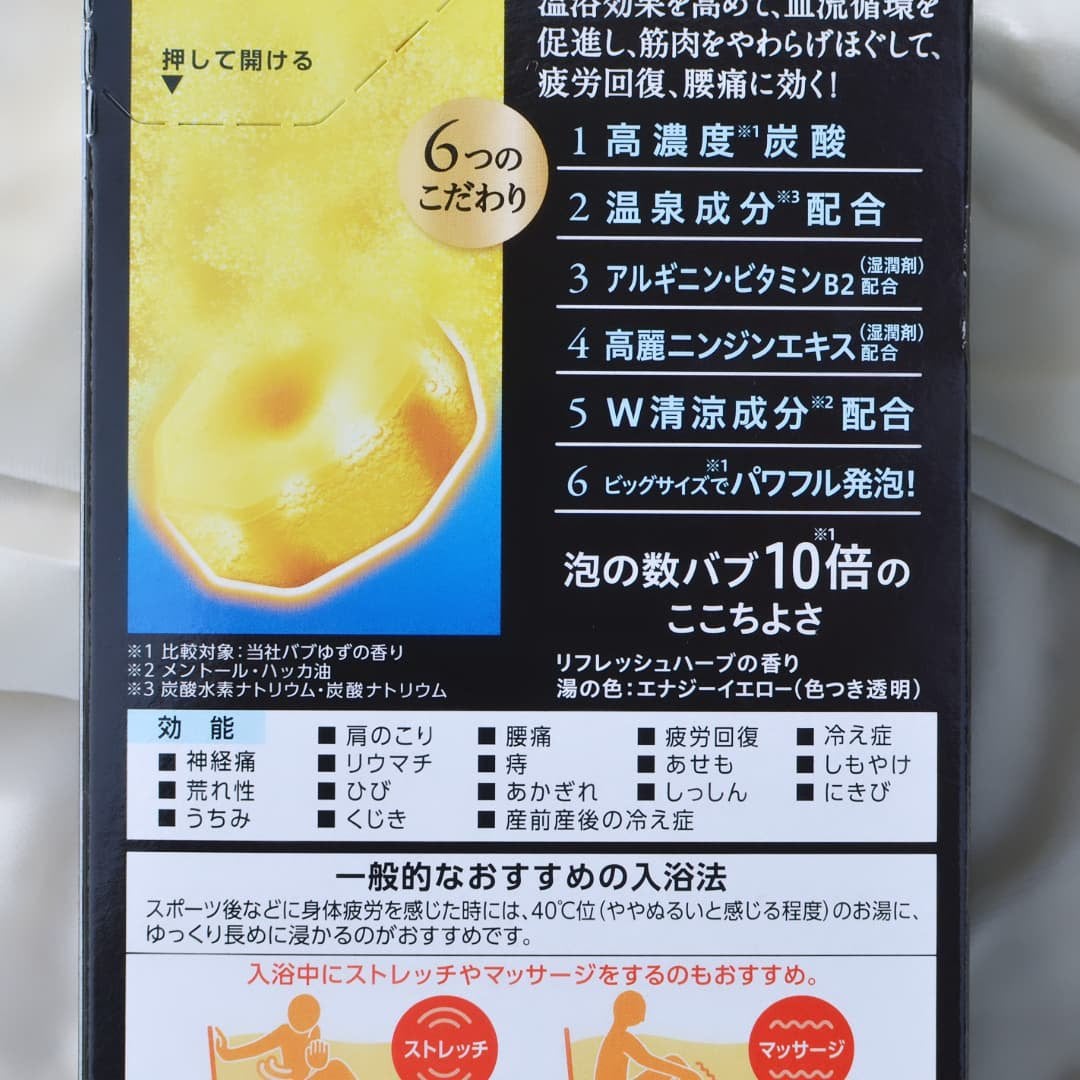 押して開ける
温浴効果を高めて、血流循環を
促進し、筋肉をやわらげほぐして、
疲労回復、腰痛に効く!
6つの
こだわり
1 高濃度※1炭酸
2 温泉成分※3配合
3 アルギニン・ビタミンB2(湿潤剤)配合
4 高麗ニンジンエキス(湿潤剤)配合
5 W清涼成分※2配合
6 ビッグサイズで※1パワフル発泡!
泡の数バブ10倍※1の
ここちよさ
リフレッシュハーブの香り
湯の色:エナジーイエロー(色つき透明)
※1 比較対象:当社バブゆずの香り
※2 メントール・ハッカ油
※3 炭酸水素ナトリウム・炭酸ナトリウム
効能 ■肩のこり ■腰痛 ■疲労回復 ■冷え症
■神経痛 ■リウマチ ■痔 ■あせも ■しもやけ
■荒れ性 ■ひび ■あかぎれ ■しっしん ■にきび
■うちみ ■くじき ■産前産後の冷え症
一般的なおすすめの入浴法
スポーツ後などに身体疲労を感じた時には、40℃位(ややぬるいと感じる程度)のお湯に、
ゆっくり長めに浸かるのがおすすめです。
入浴中にストレッチやマッサージをするのもおすすめ。
ストレッチ
マッサージ